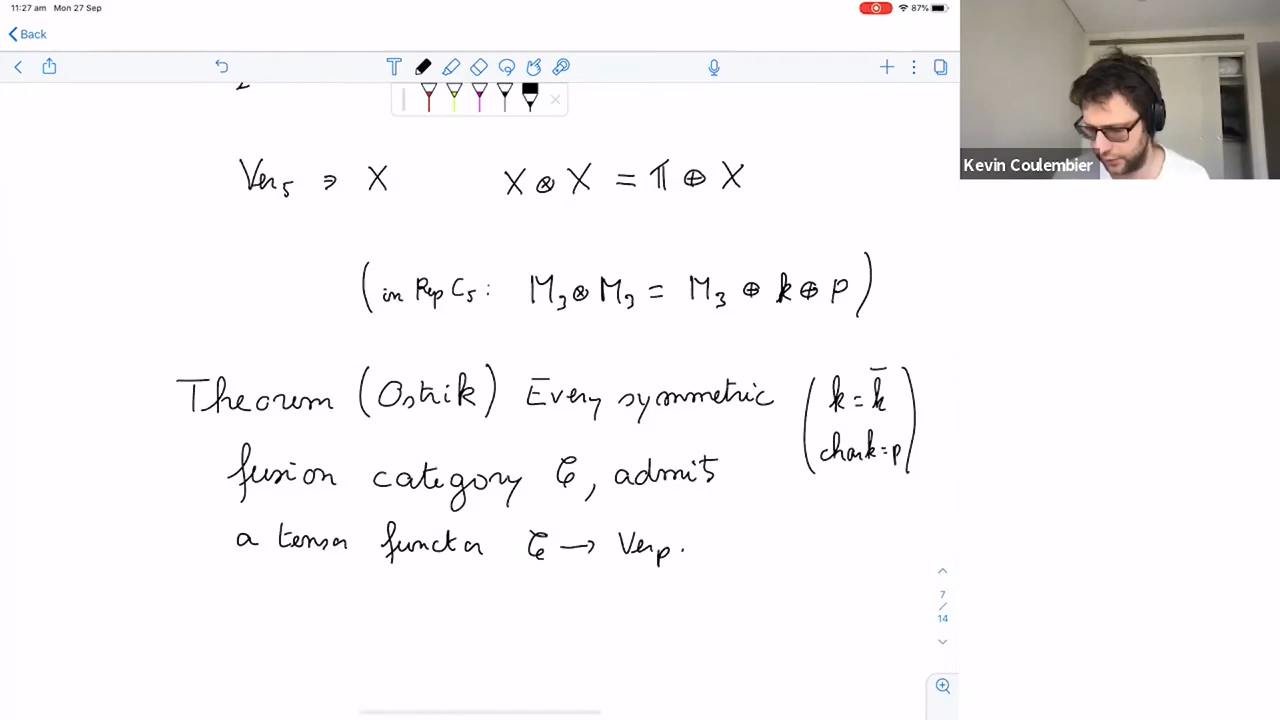 11:27 am Mon 27 Sep
87%
Back
Kevin Coulembier
Ver₅ ∋ X X ⊗ X = 𝟙 ⊕ X
(in Rep C₅: M₃ ⊗ M₃ = M₃ ⊕ k ⊕ P)
Theorem (Ostrik) Every symmetric (k = k̄
char k = p)
fusion category 𝒞, admits
a tensor functor 𝒞 → Verₚ.
7
/
14